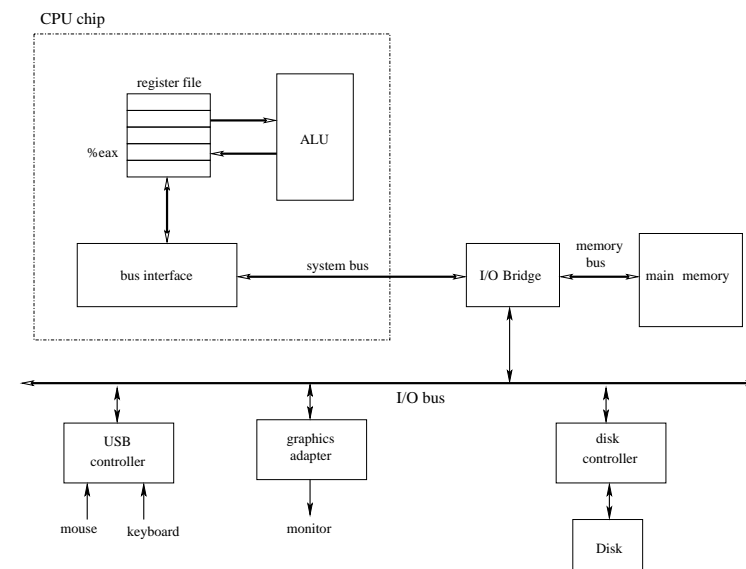 CPU chip
register file
%eax
ALU
bus interface
system bus
I/O Bridge
memory
bus
main memory
I/O bus
USB
controller
graphics
adapter
disk
controller
mouse
keyboard
monitor
Disk